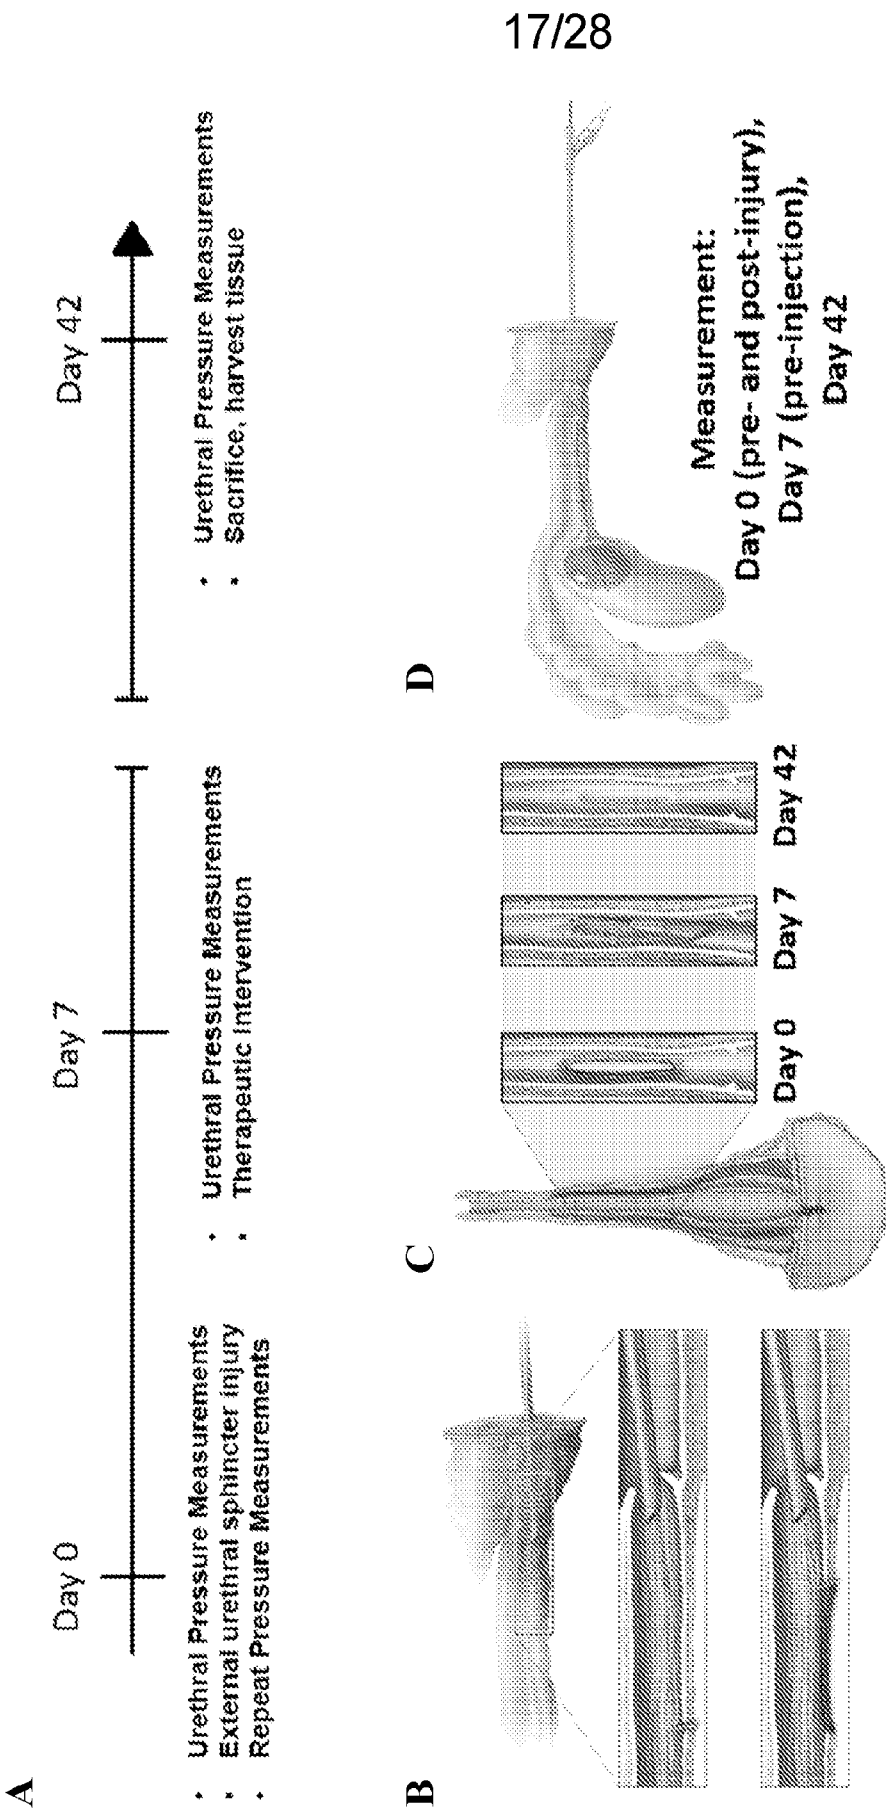 17/28
A
Day 0
Day 7
Day 42
• Urethral Pressure Measurements
• External urethral sphincter injury
• Repeat Pressure Measurements
• Urethral Pressure Measurements
• Therapeutic Intervention
• Urethral Pressure Measurements
• Sacrifice, harvest tissue
B
C
Day 0
Day 7
Day 42
D
Measurement:
Day 0 (pre- and post-injury),
Day 7 (pre-injection),
Day 42